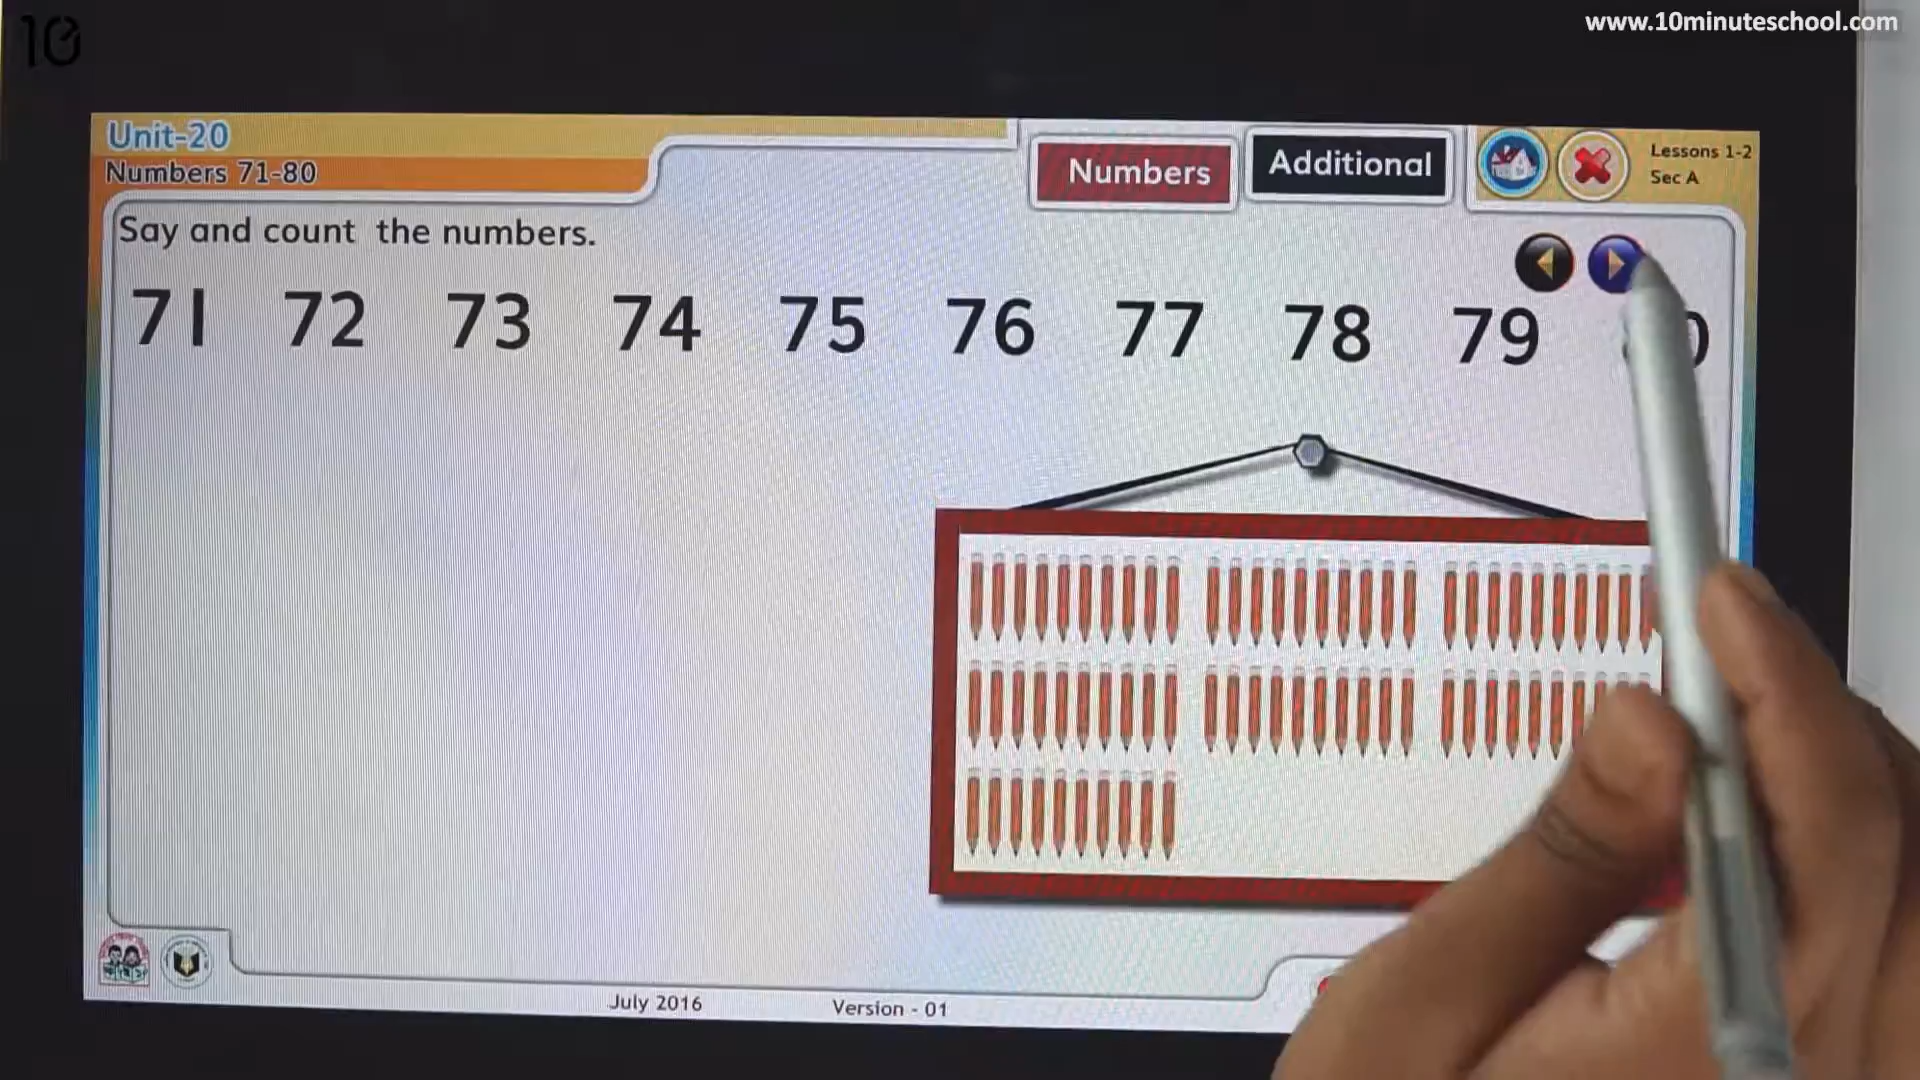 10
www.10minuteschool.com
Unit-20
Numbers 71-80
Numbers
Additional
Lessons 1-2
Sec A
Say and count the numbers.
71 72 73 74 75 76 77 78 79
July 2016
Version - 01